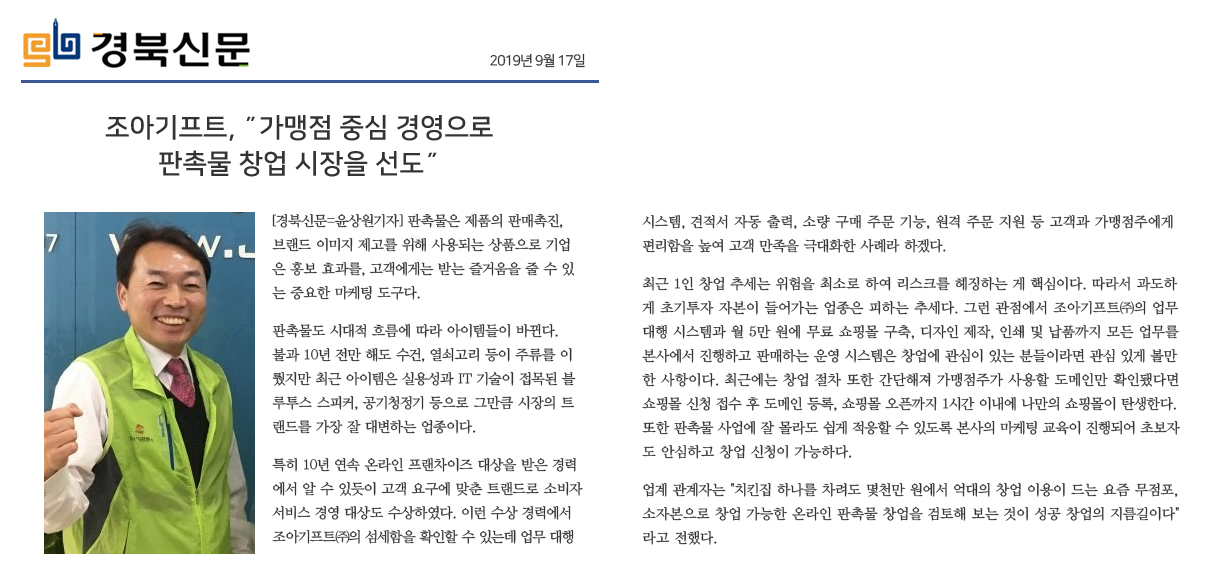 경북신문
2019년 9월 17일
조아기프트, "가맹점 중심 경영으로
판촉물 창업 시장을 선도"
7
www.
[경북신문=윤상원기자] 판촉물은 제품의 판매촉진,
브랜드 이미지 제고를 위해 사용되는 상품으로 기업
은 홍보 효과를, 고객에게는 받는 즐거움을 줄 수 있
는 중요한 마케팅 도구다.
판촉물도 시대적 흐름에 따라 아이템들이 바뀐다.
불과 10년 전만 해도 수건, 열쇠고리 등이 주류를 이
뤘지만 최근 아이템은 실용성과 IT 기술이 접목된 블
루투스 스피커, 공기청정기 등으로 그만큼 시장의 트
랜드를 가장 잘 대변하는 업종이다.
특히 10년 연속 온라인 프랜차이즈 대상을 받은 경력
에서 알 수 있듯이 고객 요구에 맞춘 트랜드로 소비자
서비스 경영 대상도 수상하였다. 이런 수상 경력에서
조아기프트㈜의 섬세함을 확인할 수 있는데 업무 대행
시스템, 견적서 자동 출력, 소량 구매 주문 기능, 원격 주문 지원 등 고객과 가맹점주에게
편리함을 높여 고객 만족을 극대화한 사례라 하겠다.
최근 1인 창업 추세는 위험을 최소로 하여 리스크를 헤징하는 게 핵심이다. 따라서 과도하
게 초기투자 자본이 들어가는 업종은 피하는 추세다. 그런 관점에서 조아기프트㈜의 업무
대행 시스템과 월 5만 원에 무료 쇼핑몰 구축, 디자인 제작, 인쇄 및 납품까지 모든 업무를
본사에서 진행하고 판매하는 운영 시스템은 창업에 관심이 있는 분들이라면 관심 있게 볼만
한 사항이다. 최근에는 창업 절차 또한 간단해져 가맹점주가 사용할 도메인만 확인됐다면
쇼핑몰 신청 접수 후 도메인 등록, 쇼핑몰 오픈까지 1시간 이내에 나만의 쇼핑몰이 탄생한다.
또한 판촉물 사업에 잘 몰라도 쉽게 적응할 수 있도록 본사의 마케팅 교육이 진행되어 초보자
도 안심하고 창업 신청이 가능하다.
업계 관계자는 "치킨집 하나를 차려도 몇천만 원에서 억대의 창업 이용이 드는 요즘 무점포,
소자본으로 창업 가능한 온라인 판촉물 창업을 검토해 보는 것이 성공 창업의 지름길이다"
라고 전했다.